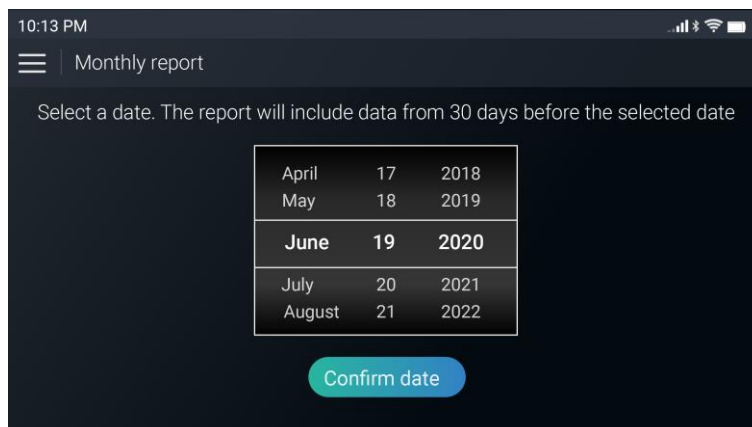 10:13 PM
Monthly report
Select a date. The report will include data from 30 days before the selected date
April 17 2018
May 18 2019
June 19 2020
July 20 2021
August 21 2022
Confirm date